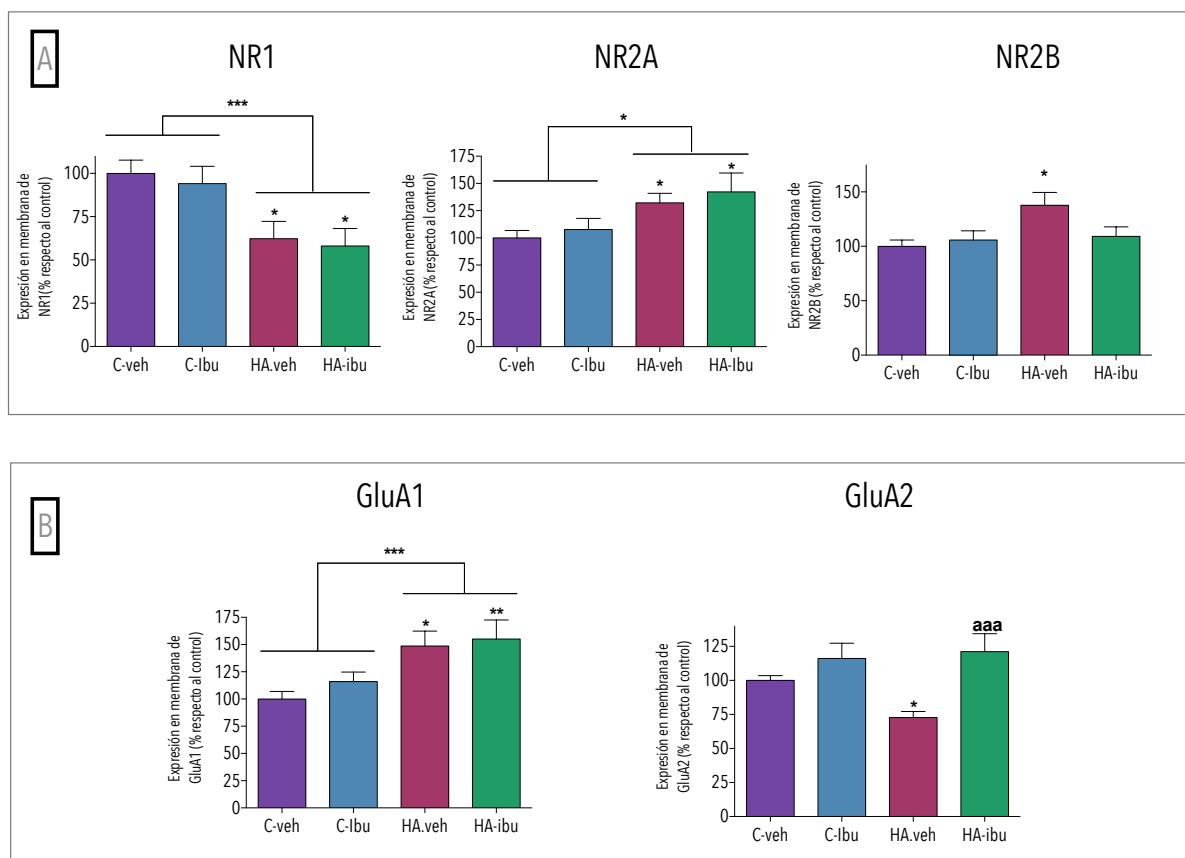 A
NR1
NR2A
NR2B
***
*
Expresión en membrana de
NR1(% respecto al control)
100
75
50
25
0
*
*
C-veh
C-Ibu
HA.veh
HA-ibu
Expresión en membrana de
NR2A(% respecto al control)
175
150
125
100
75
50
25
0
*
*
C-veh
C-Ibu
HA-veh
HA-Ibu
Expresión en membrana de
NR2B(% respecto al control)
150
100
50
0
*
C-veh
C-Ibu
HA-veh
HA-ibu
B
GluA1
GluA2
***
Expresión en membrana de
GluA1 (% respecto al control)
175
150
125
100
75
50
25
0
*
**
C-veh
C-Ibu
HA.veh
HA-ibu
Expresión en membrana de
GluA2 (% respecto al control)
125
100
75
50
25
0
*
aaa
C-veh
C-Ibu
HA.veh
HA-ibu